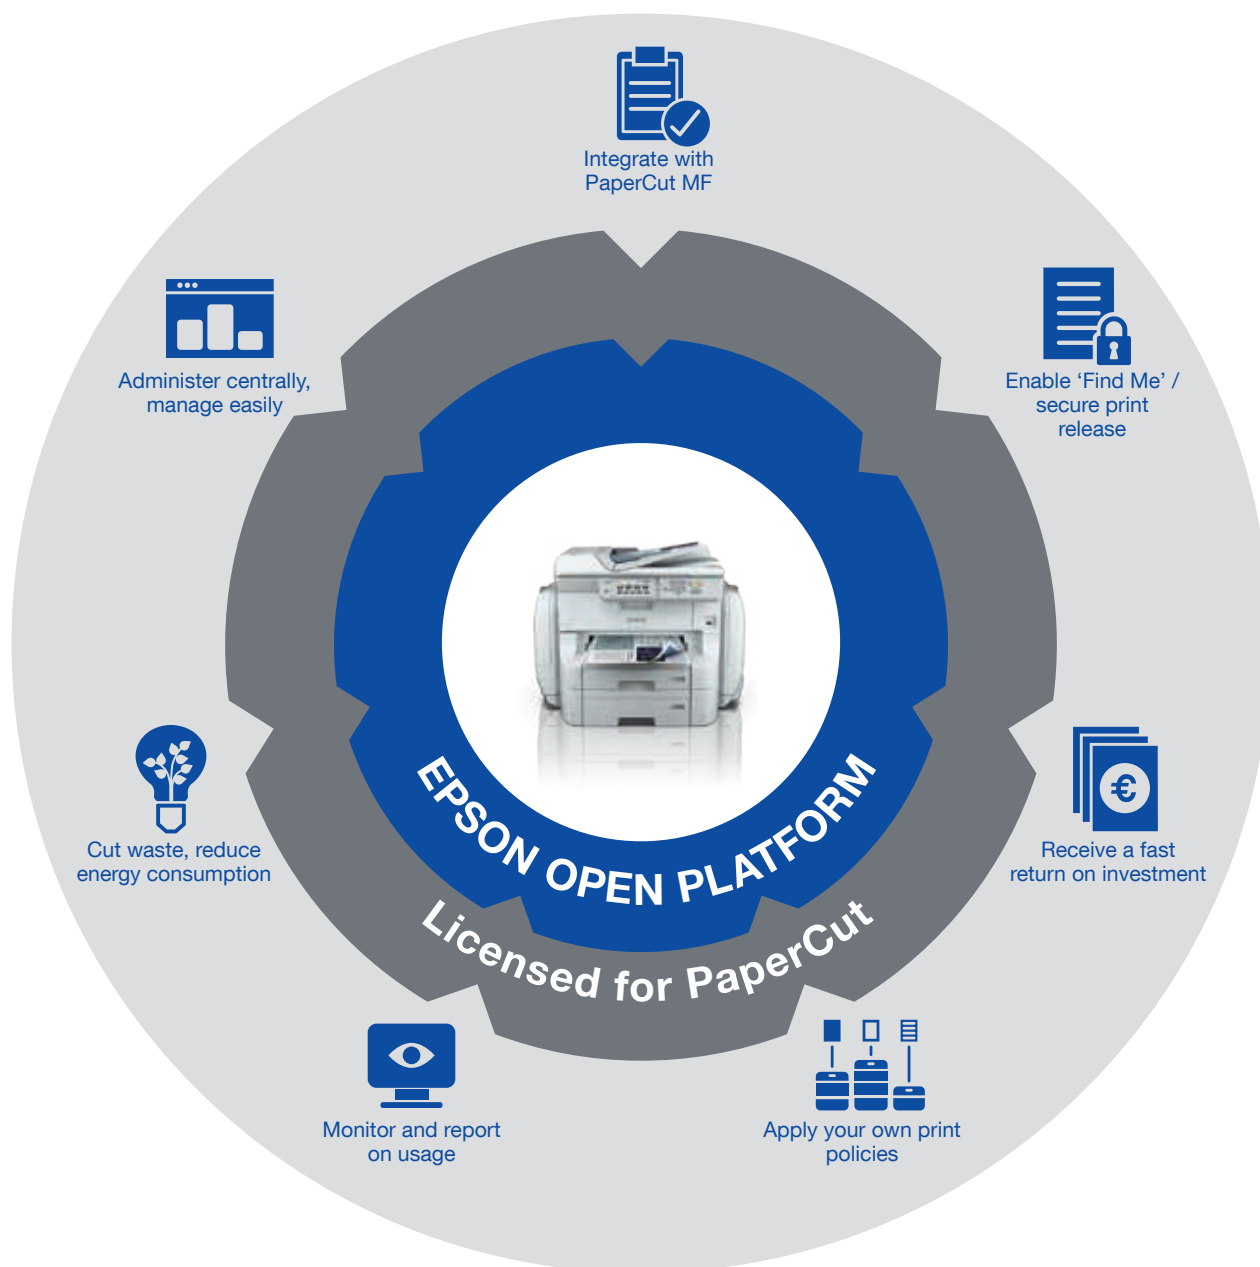 Integrate with
PaperCut MF
Administer centrally,
manage easily
Enable ‘Find Me’ /
secure print
release
Cut waste, reduce
energy consumption
€
Receive a fast
return on investment
EPSON OPEN PLATFORM
Licensed for PaperCut
Monitor and report
on usage
Apply your own print
policies